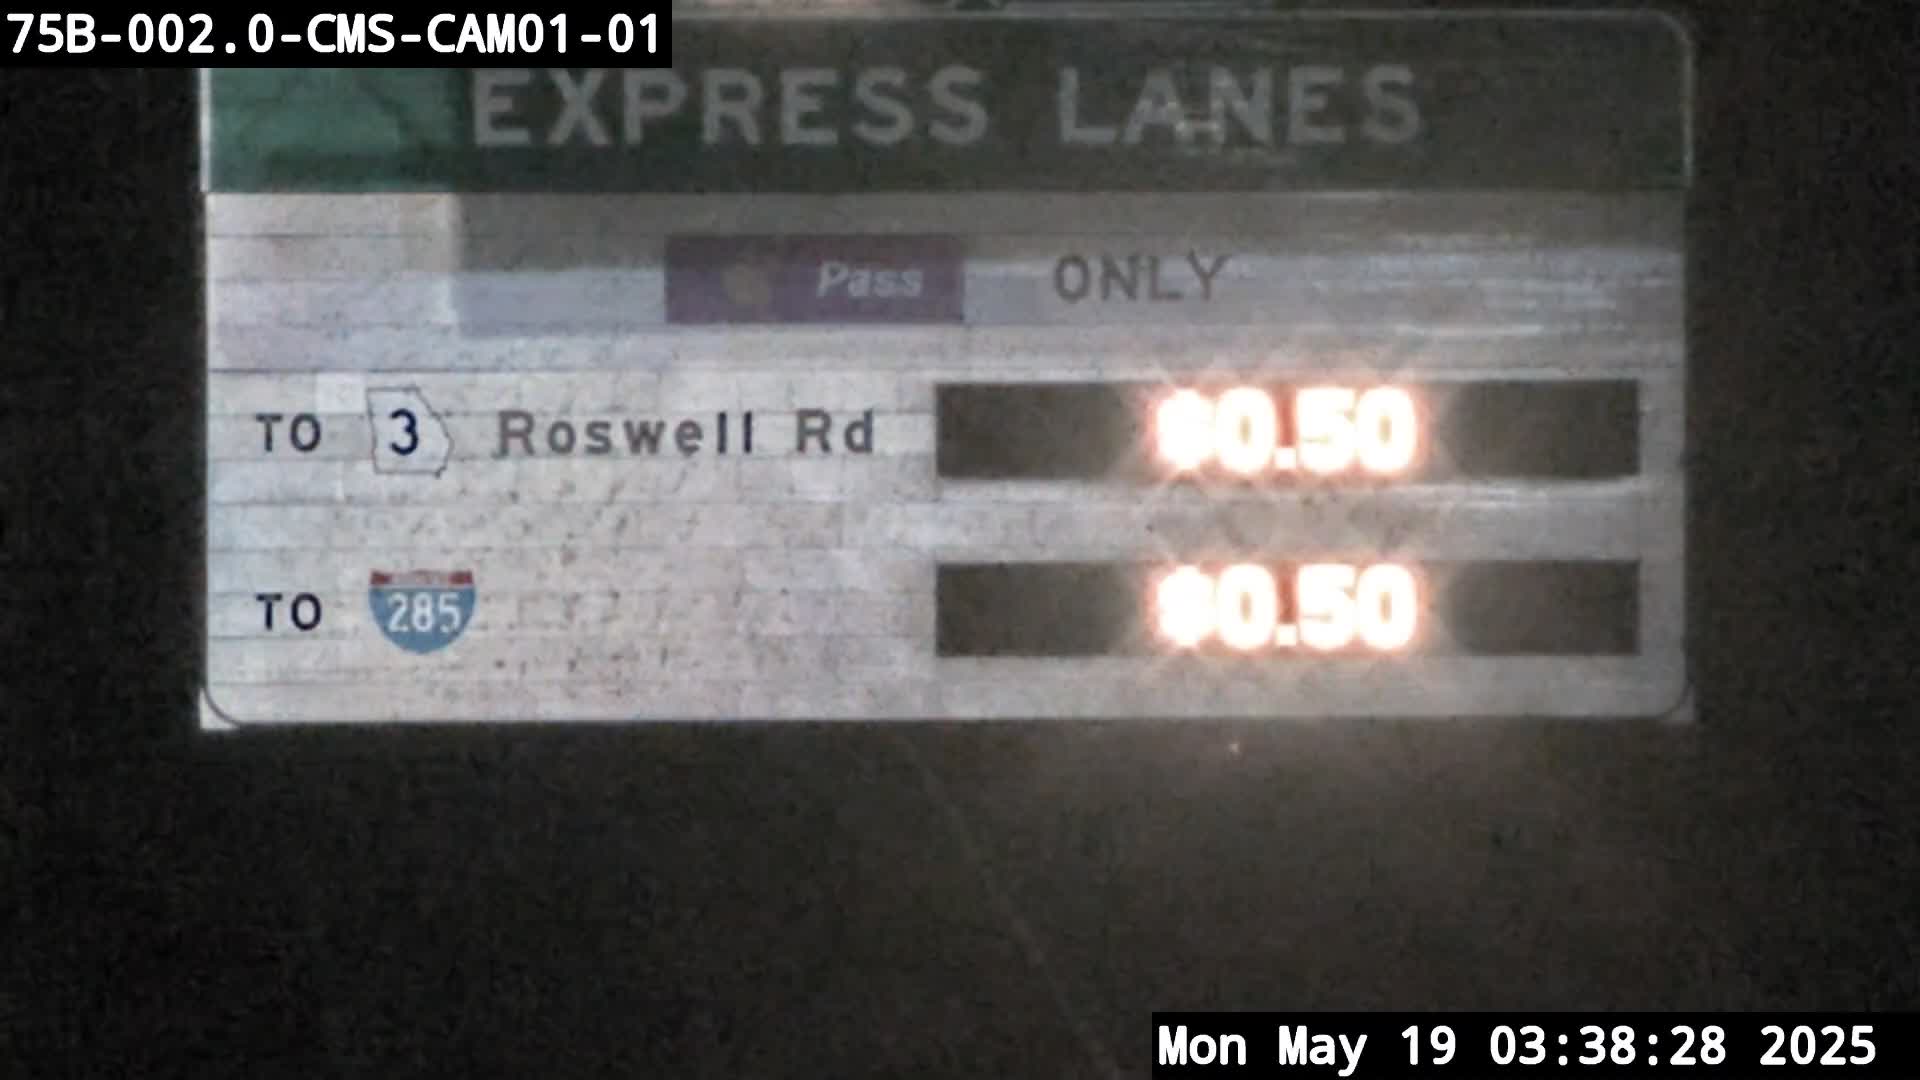 75B-002.0-CMS-CAM01-01
EXPRESS LANES
Pass ONLY
TO 3 Roswell Rd $0.50
TO 285 $0.50
Mon May 19 03:38:28 2025